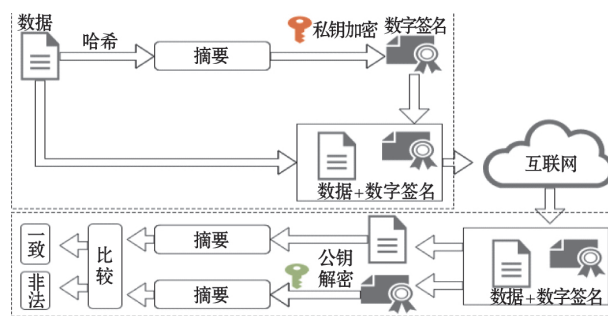 数据
哈希
摘要
私钥加密
数字签名
数据+数字签名
互联网
一致
非法
比较
摘要
摘要
公钥
解密
数据+数字签名